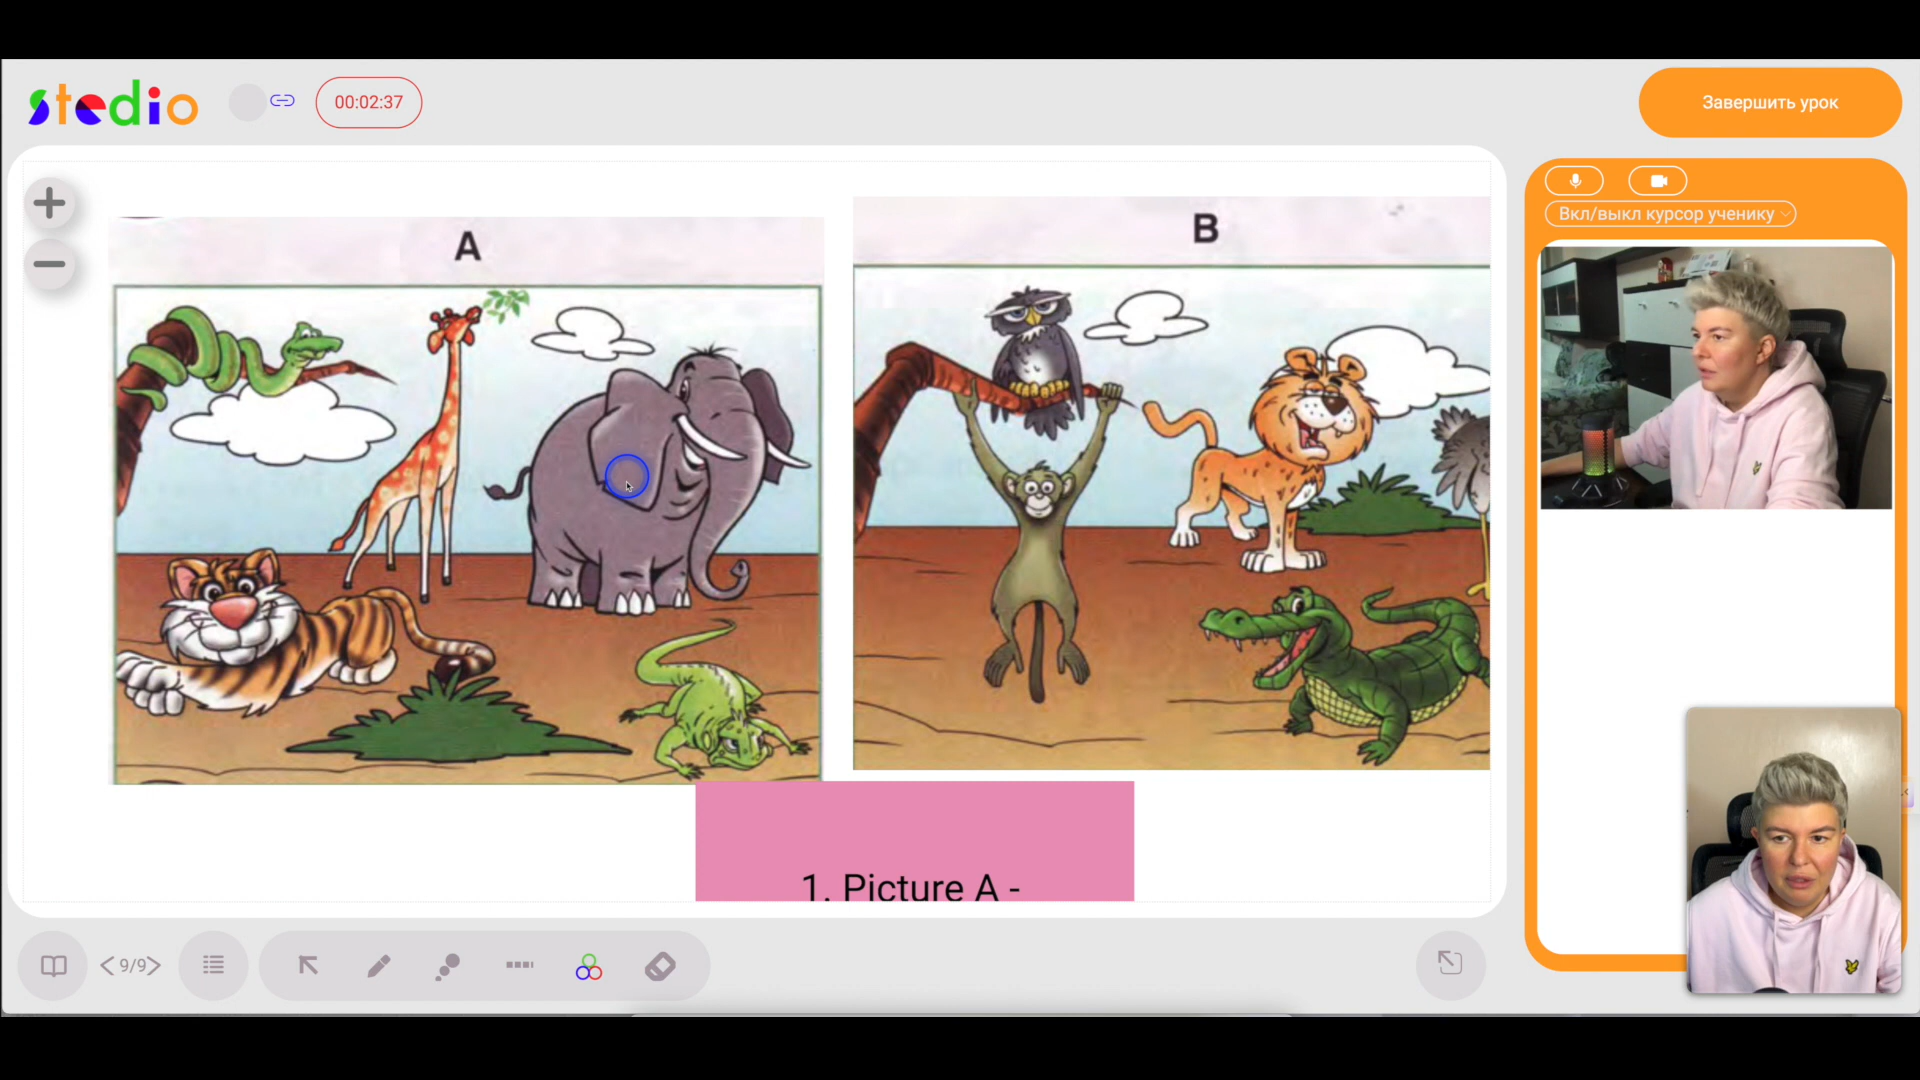 stedio
00:02:37
Завершить урок
Вкл/выкл курсор ученику
A
B
1. Picture A -
9/9